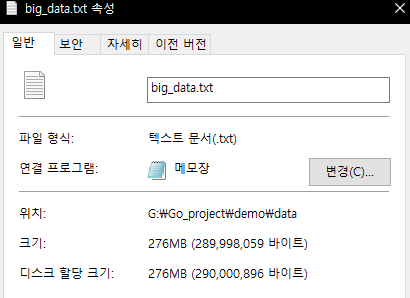 big_data.txt 속성
일반 보안 자세히 이전 버전
big_data.txt
파일 형식: 텍스트 문서(.txt)
연결 프로그램: 메모장 변경(C)...
위치: G:\Go_project\demo\data
크기: 276MB (289,998,059 바이트)
디스크 할당 크기: 276MB (290,000,896 바이트)